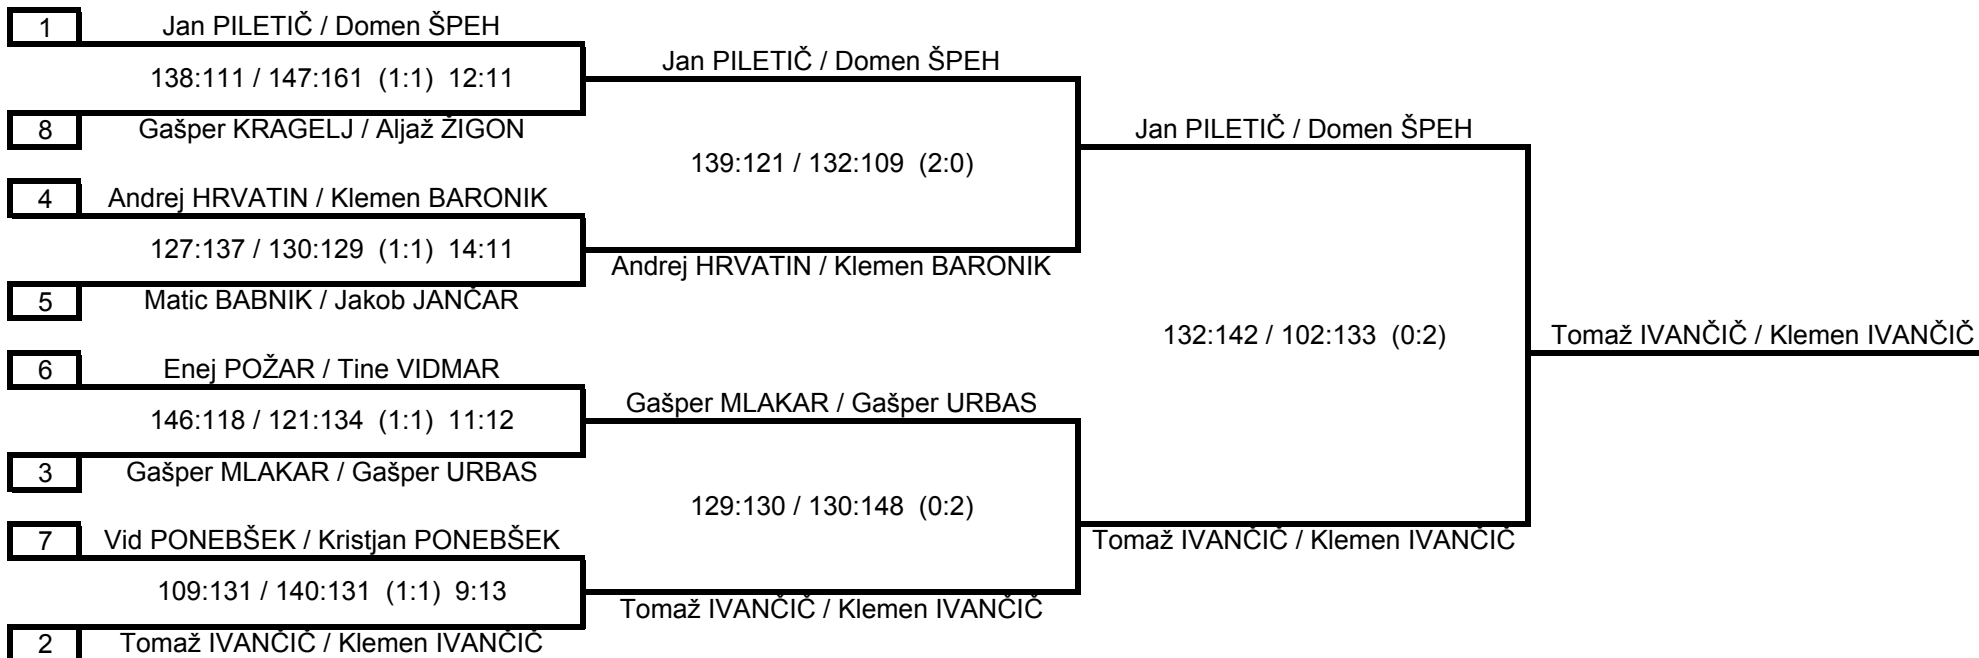 1 Jan PILETIČ / Domen ŠPEH
138:111 / 147:161 (1:1) 12:11
8 Gašper KRAGELJ / Aljaž ŽIGON
4 Andrej HRVATIN / Klemen BARONIK
127:137 / 130:129 (1:1) 14:11
5 Matic BABNIK / Jakob JANČAR
6 Enej POŽAR / Tine VIDMAR
146:118 / 121:134 (1:1) 11:12
3 Gašper MLAKAR / Gašper URBAS
7 Vid PONEBŠEK / Kristjan PONEBŠEK
109:131 / 140:131 (1:1) 9:13
2 Tomaž IVANČIČ / Klemen IVANČIČ
Jan PILETIČ / Domen ŠPEH
139:121 / 132:109 (2:0)
Andrej HRVATIN / Klemen BARONIK
Gašper MLAKAR / Gašper URBAS
129:130 / 130:148 (0:2)
Tomaž IVANČIČ / Klemen IVANČIČ
Jan PILETIČ / Domen ŠPEH
132:142 / 102:133 (0:2)
Tomaž IVANČIČ / Klemen IVANČIČ
Tomaž IVANČIČ / Klemen IVANČIČ